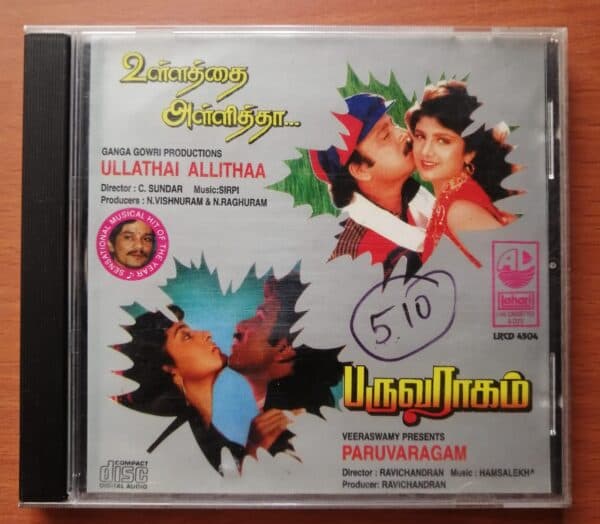 உள்ளத்தை
அள்ளித்தா...
GANGA GOWRI PRODUCTIONS
ULLATHAI ALLITHAA
Director : C. SUNDAR Music:SIRPI
Producers : N.VISHNURAM & N.RAGHURAM
SENSATIONAL MUSICAL HIT OF THE YEAR
lahari
LRCD 4504
5.10
பருவராகம்
VEERASWAMY PRESENTS
PARUVARAGAM
Director : RAVICHANDRAN Music : HAMSALEKHA
Producer: RAVICHANDRAN
COMPACT
disc
DIGITAL AUDIO